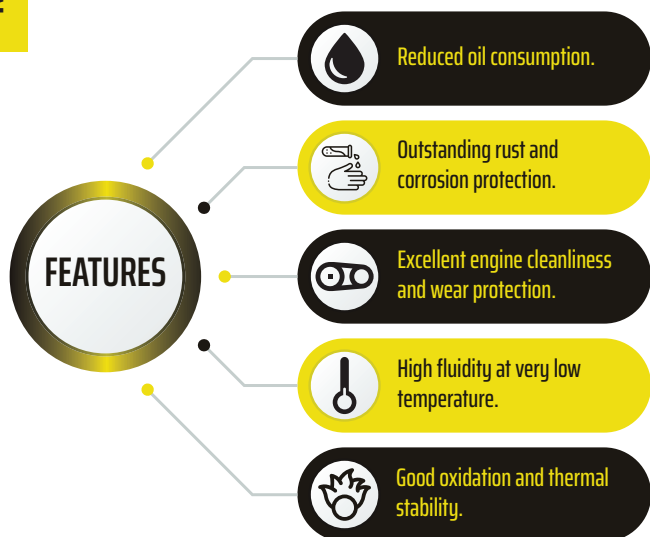 FEATURES
Reduced oil consumption.
Outstanding rust and
corrosion protection.
Excellent engine cleanliness
and wear protection.
High fluidity at very low
temperature.
Good oxidation and thermal
stability.